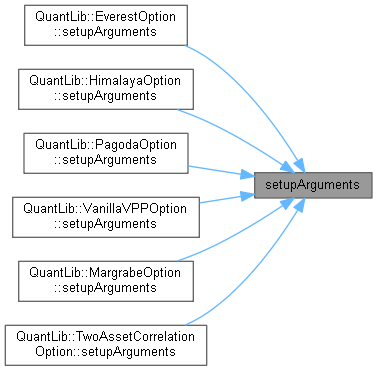 QuantLib::EverestOption
::setupArguments
QuantLib::HimalayaOption
::setupArguments
QuantLib::PagodaOption
::setupArguments
setupArguments
QuantLib::VanillaVPPOption
::setupArguments
QuantLib::MargrabeOption
::setupArguments
QuantLib::TwoAssetCorrelation
Option::setupArguments